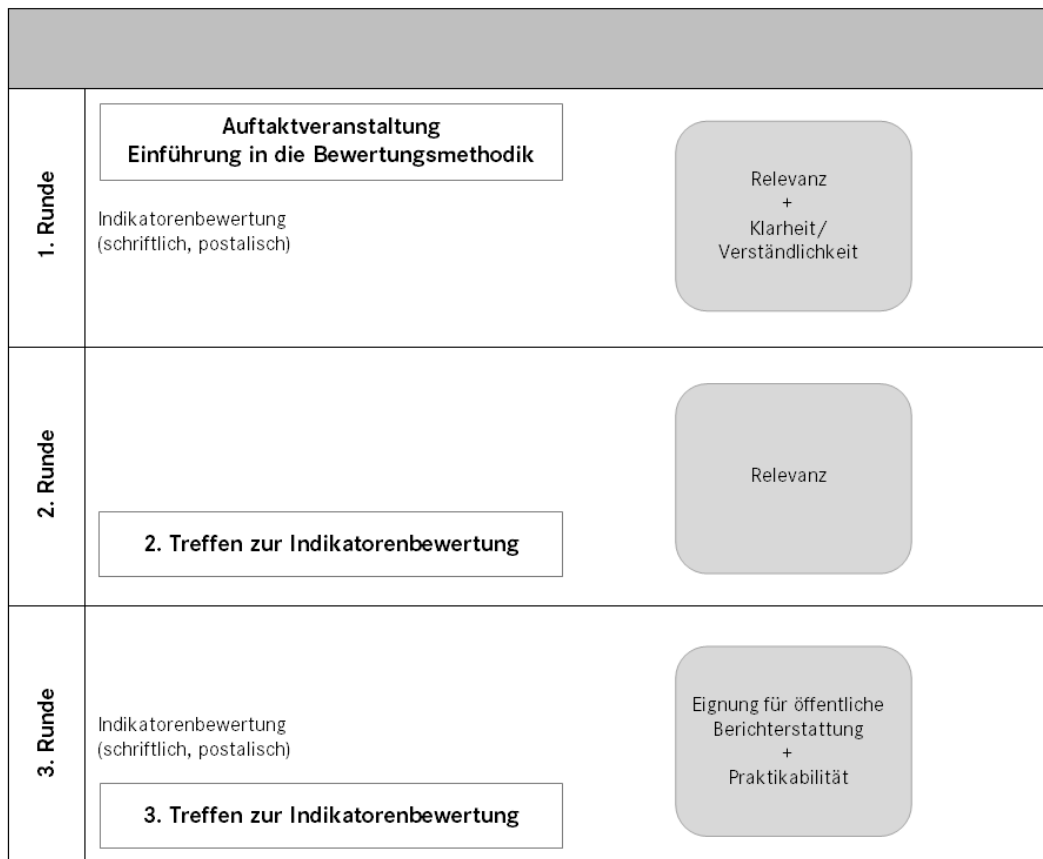 1. Runde
Auftaktveranstaltung
Einführung in die Bewertungsmethodik
Indikatorenbewertung
(schriftlich, postalisch)
Relevanz
+
Klarheit/
Verständlichkeit
2. Runde
2. Treffen zur Indikatorenbewertung
Relevanz
3. Runde
Indikatorenbewertung
(schriftlich, postalisch)
3. Treffen zur Indikatorenbewertung
Eignung für öffentliche
Berichterstattung
+
Praktikabilität